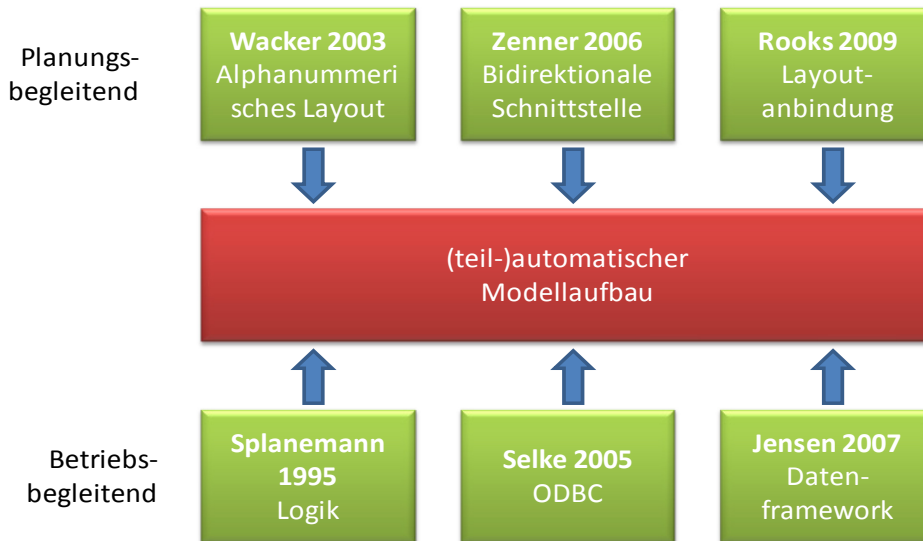 Planungs-
begleitend
Wacker 2003
Alphanummeri
sches Layout
Zenner 2006
Bidirektionale
Schnittstelle
Rooks 2009
Layout-
anbindung
(teil-)automatischer
Modellaufbau
Betriebs-
begleitend
Splanemann
1995
Logik
Selke 2005
ODBC
Jensen 2007
Daten-
framework